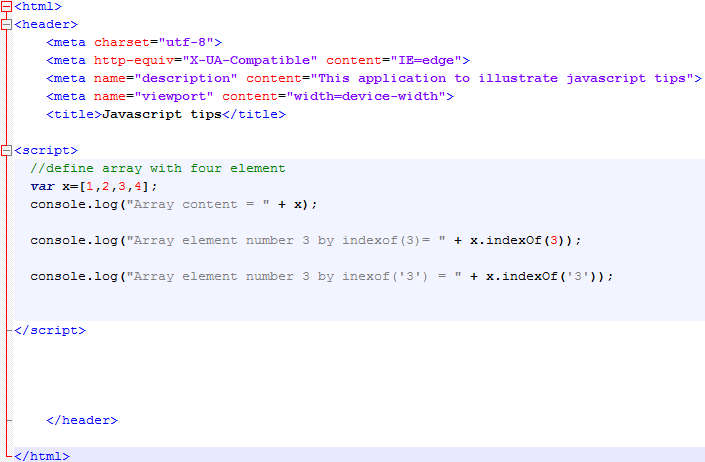 <html>
<header>
<meta charset="utf-8">
<meta http-equiv="X-UA-Compatible" content="IE=edge">
<meta name="description" content="This application to illustrate javascript tips">
<meta name="viewport" content="width=device-width">
<title>Javascript tips</title>
<script>
//define array with four element
var x=[1,2,3,4];
console.log("Array content = " + x);
console.log("Array element number 3 by indexof(3)= " + x.indexOf(3));
console.log("Array element number 3 by inexof('3') = " + x.indexOf('3'));
</script>
</header>
</html>